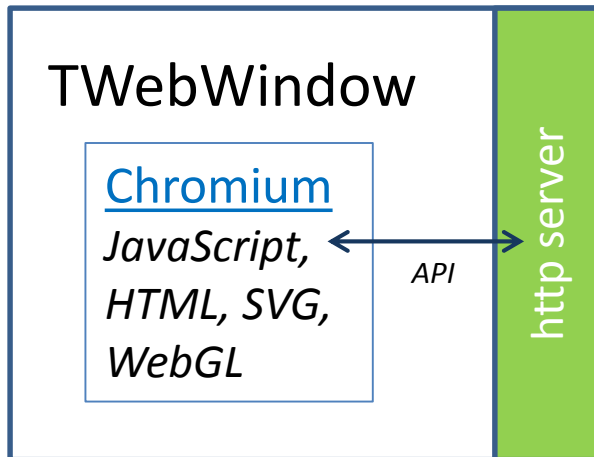 TWebWindow
Chromium
JavaScript,
HTML, SVG,
WebGL
API
http server